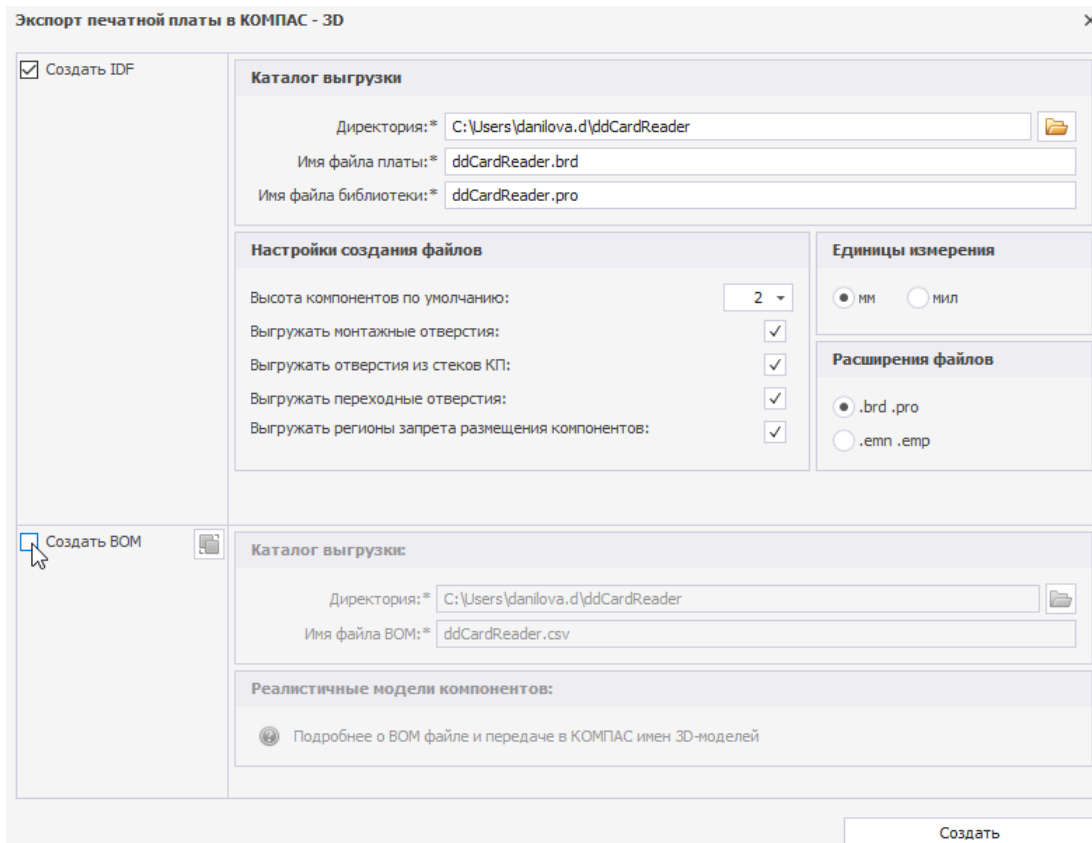 Экспорт печатной платы в КОМПАС - 3D
Создать IDF
Каталог выгрузки
Директория:* C:\Users\danilova.d\ddCardReader
Имя файла платы:* ddCardReader.brd
Имя файла библиотеки:* ddCardReader.pro
Настройки создания файлов
Высота компонентов по умолчанию: 2
Выгружать монтажные отверстия:
Выгружать отверстия из стеков КП:
Выгружать переходные отверстия:
Выгружать регионы запрета размещения компонентов:
Единицы измерения
мм мил
Расширения файлов
.brd .pro
.emn .emp
Создать BOM
Каталог выгрузки:
Директория:* C:\Users\danilova.d\ddCardReader
Имя файла BOM:* ddCardReader.csv
Реалистичные модели компонентов:
Подробнее о BOM файле и передаче в КОМПАС имен 3D-моделей
Создать